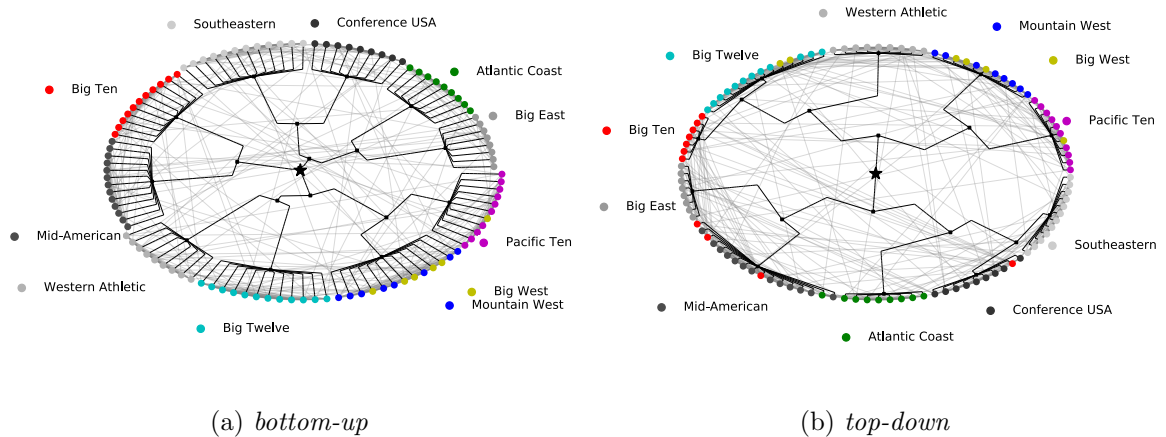 Southeastern
Conference USA
Big Ten
Atlantic Coast
Big East
Mid-American
Pacific Ten
Western Athletic
Big West
Mountain West
Big Twelve
(a) bottom-up
Western Athletic
Mountain West
Big Twelve
Big West
Big Ten
Pacific Ten
Big East
Southeastern
Mid-American
Conference USA
Atlantic Coast
(b) top-down